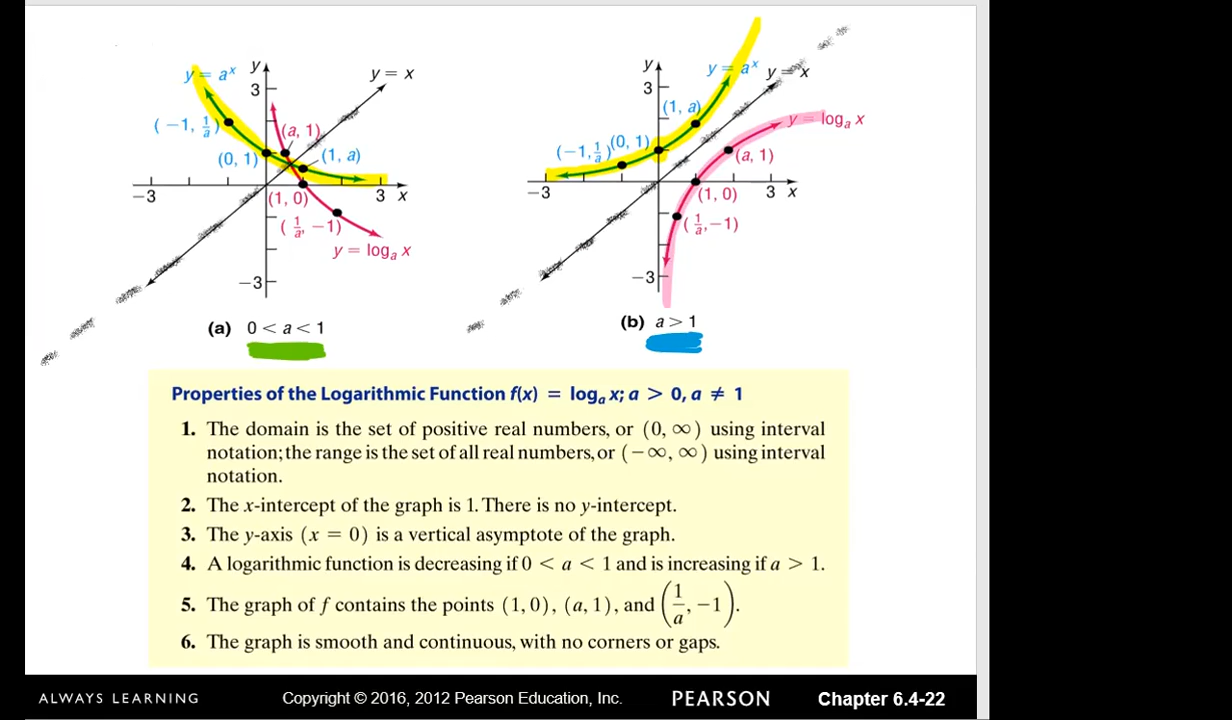 y = aˣ
y
3
y = x
(−1, 1/a)
(a, 1)
(0, 1)
(1, a)
−3
3 x
(1, 0)
(1/a, −1)
y = logₐ x
−3
(a) 0 < a < 1
y
3
y = aˣ
y = x
(1, a)
y = logₐ x
(−1, 1/a)
(0, 1)
(a, 1)
−3
(1, 0)
3 x
(1/a, −1)
−3
(b) a > 1
Properties of the Logarithmic Function f(x) = logₐ x; a > 0, a ≠ 1
1. The domain is the set of positive real numbers, or (0, ∞) using interval
notation; the range is the set of all real numbers, or (−∞, ∞) using interval
notation.
2. The x-intercept of the graph is 1. There is no y-intercept.
3. The y-axis (x = 0) is a vertical asymptote of the graph.
4. A logarithmic function is decreasing if 0 < a < 1 and is increasing if a > 1.
5. The graph of f contains the points (1, 0), (a, 1), and (1/a, −1).
6. The graph is smooth and continuous, with no corners or gaps.
ALWAYS LEARNING
Copyright © 2016, 2012 Pearson Education, Inc.
PEARSON
Chapter 6.4-22